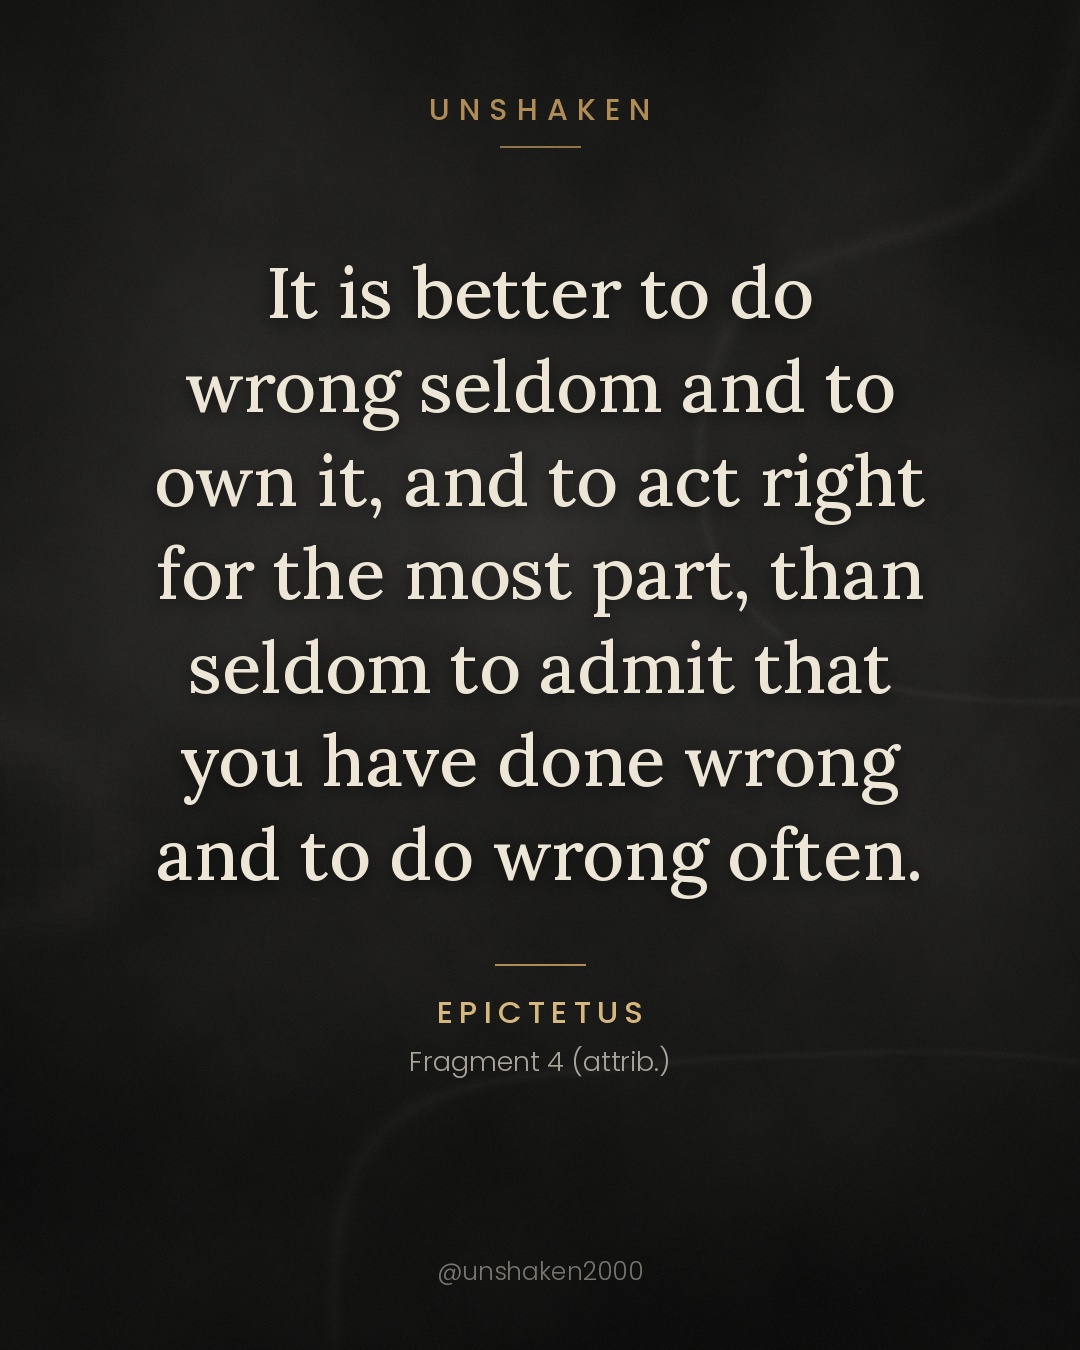 UNSHAKEN
It is better to do
wrong seldom and to
own it, and to act right
for the most part, than
seldom to admit that
you have done wrong
and to do wrong often.
EPICTETUS
Fragment 4 (attrib.)
@unshaken2000